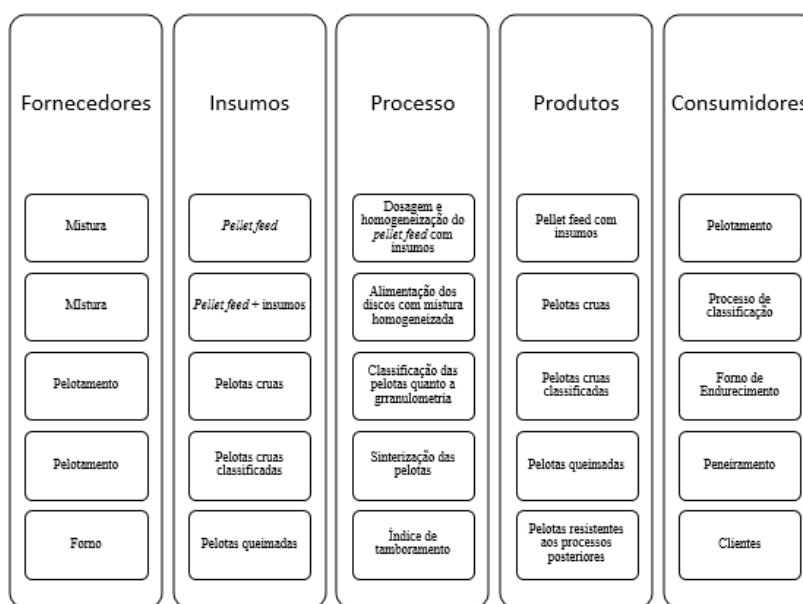 Fornecedores
Insumos
Processo
Produtos
Consumidores
Mistura
Pellet feed
Dosagem e
homogeneização do
pellet feed com
insumos
Pellet feed com
insumos
Pelotamento
MIstura
Pellet feed + insumos
Alimentação dos
discos com mistura
homogeneizada
Pelotas cruas
Processo de
classificação
Pelotamento
Pelotas cruas
Classificação das
pelotas quanto a
grranulometria
Pelotas cruas
classificadas
Forno de
Endurecimento
Pelotamento
Pelotas cruas
classificadas
Sinterização das
pelotas
Pelotas queimadas
Peneiramento
Forno
Pelotas queimadas
Índice de
tamboramento
Pelotas resistentes
aos processos
posteriores
Clientes